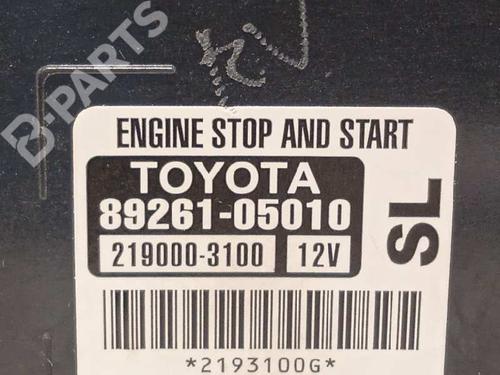 B-PARTS
ENGINE STOP AND START
TOYOTA
89261-05010
219000-3100 12V
SL
*2193100G*